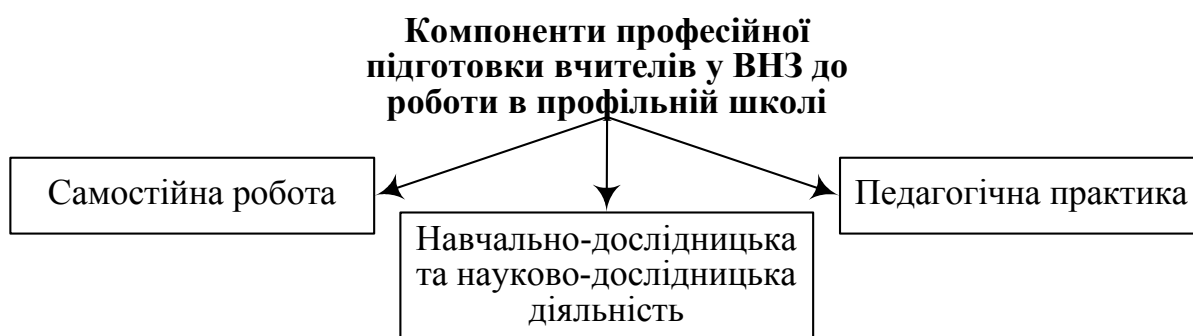 Компоненти професійної
підготовки вчителів у ВНЗ до
роботи в профільній школі
Самостійна робота
Педагогічна практика
Навчально-дослідницька
та науково-дослідницька
діяльність